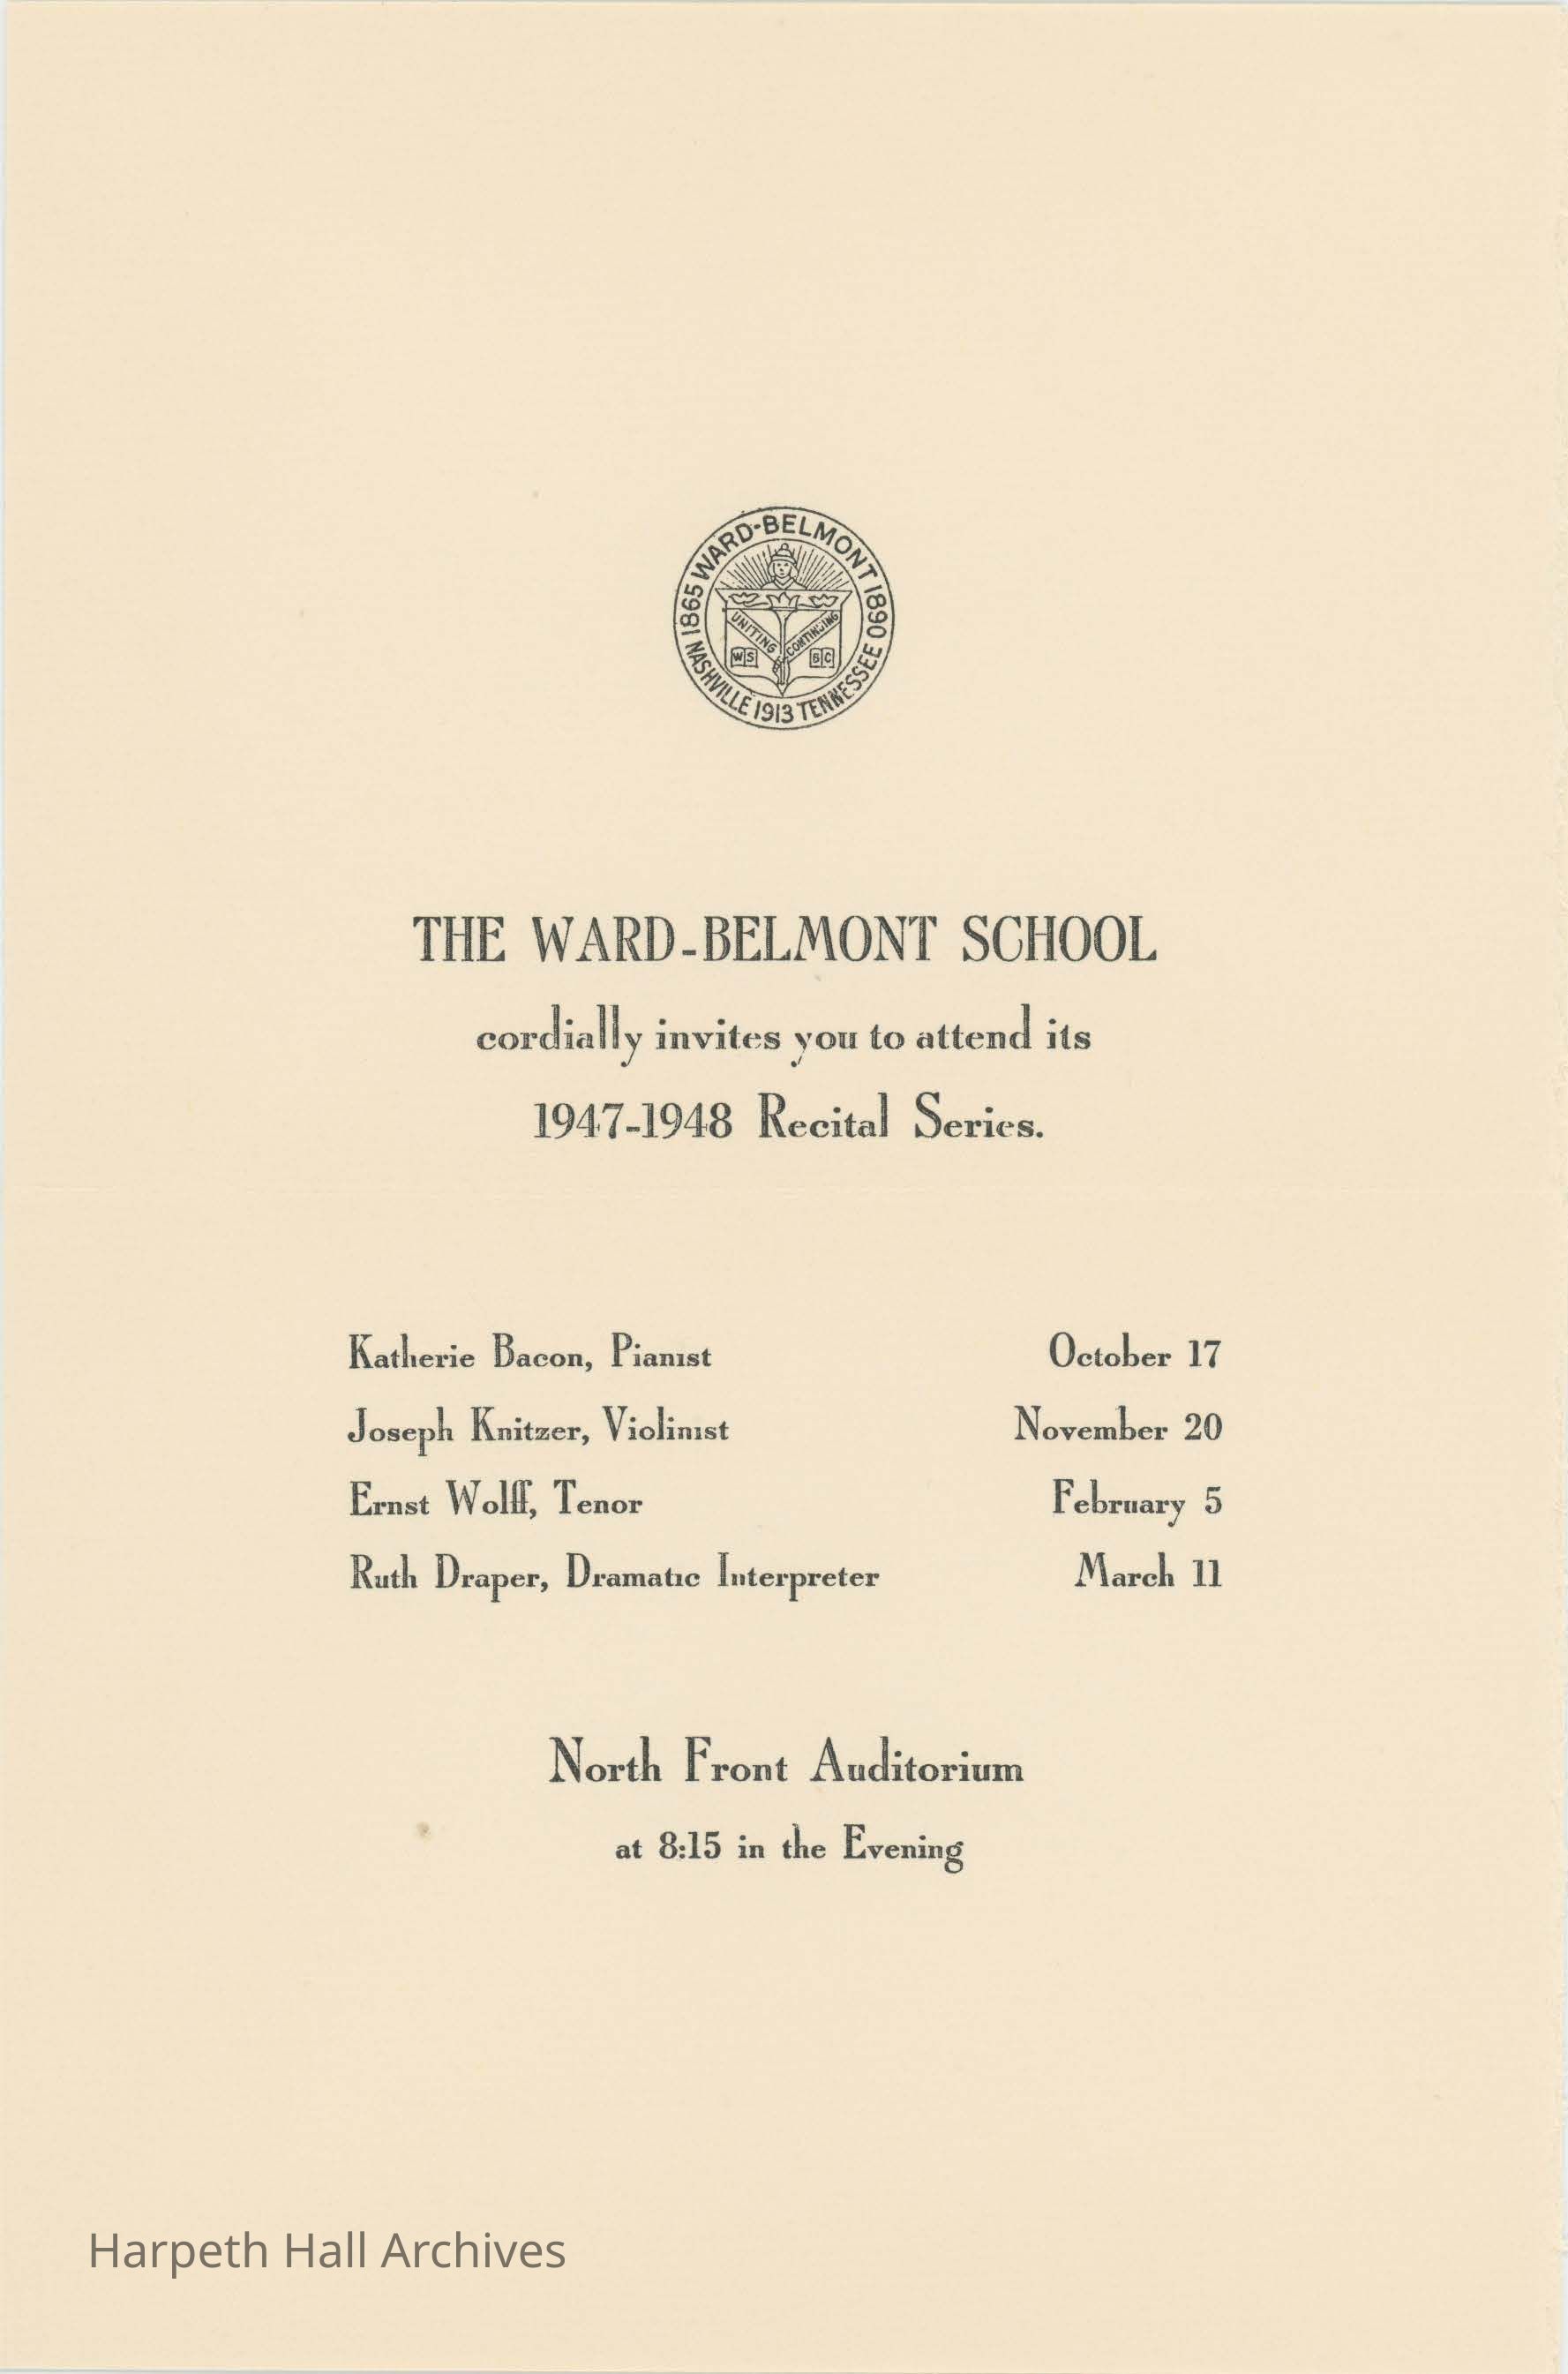 1865 WARD-BELMONT 1890
UNITING CONTINUING
WS BC
NASHVILLE 1913 TENNESSEE
THE WARD-BELMONT SCHOOL
cordially invites you to attend its
1947-1948 Recital Series.
Katherie Bacon, Pianist October 17
Joseph Knitzer, Violinist November 20
Ernst Wolff, Tenor February 5
Ruth Draper, Dramatic Interpreter March 11
North Front Auditorium
at 8:15 in the Evening
Harpeth Hall Archives